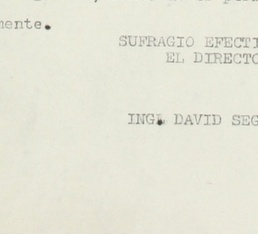 mente.
SUFRAGIO EFECTI
EL DIRECTO
ING. DAVID SEG